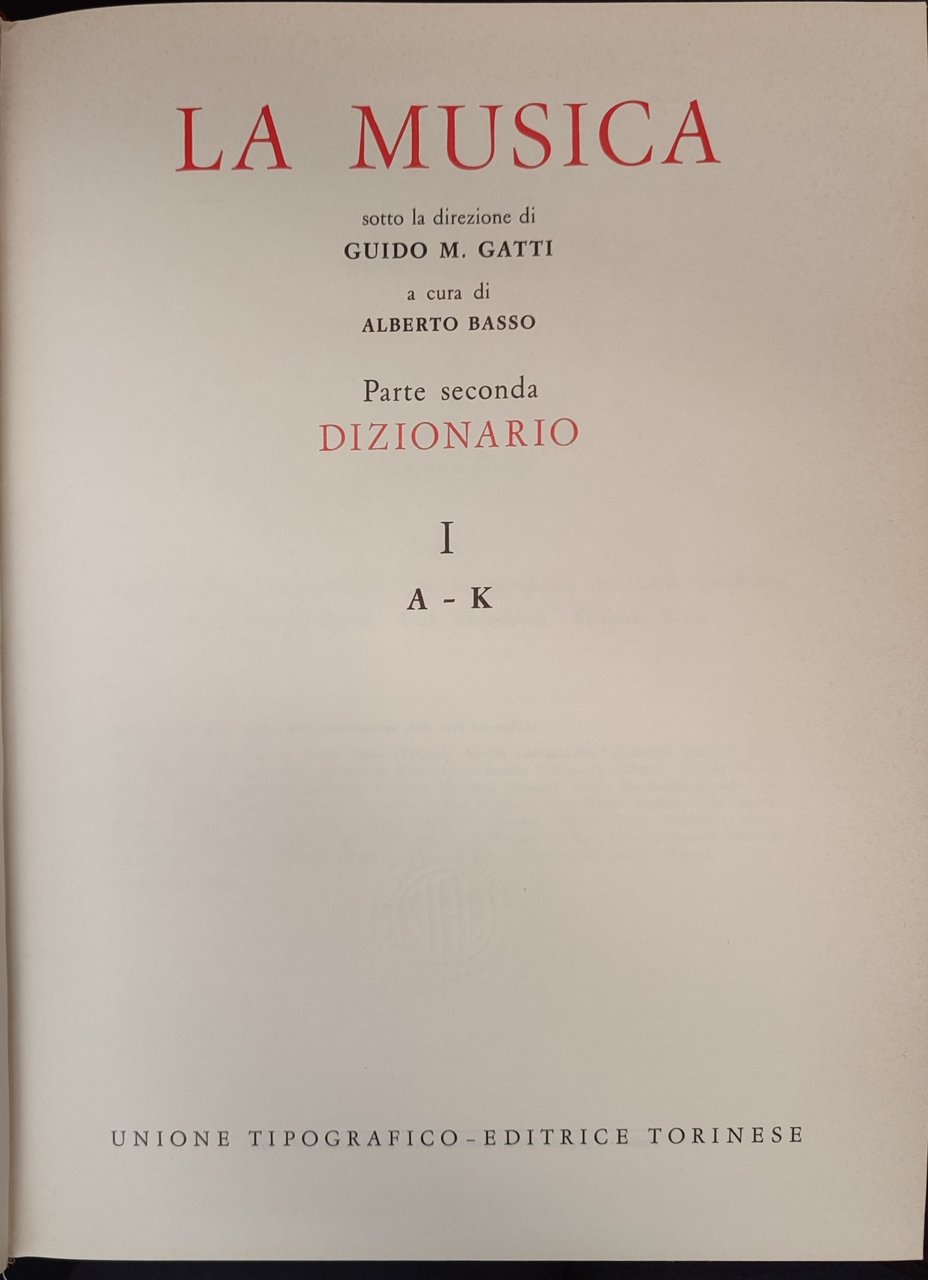 LA MUSICA
sotto la direzione di
GUIDO M. GATTI
a cura di
ALBERTO BASSO
Parte seconda
DIZIONARIO
I
A - K
UNIONE TIPOGRAFICO-EDITRICE TORINESE